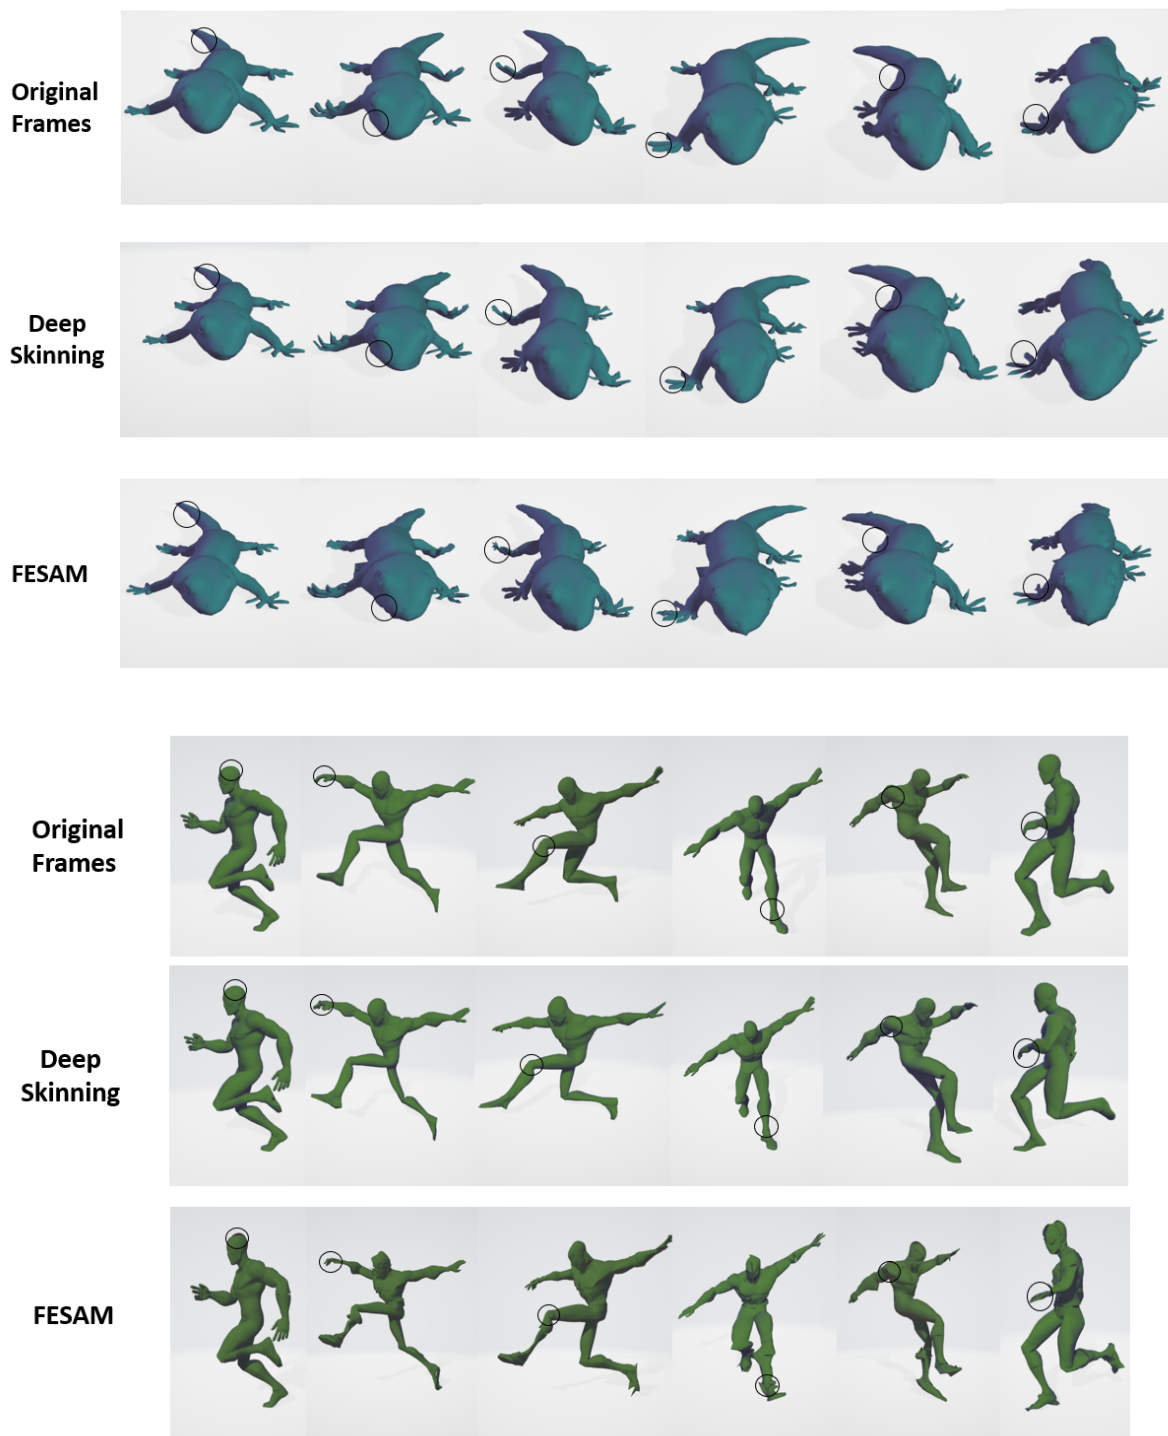 Original
Frames
Deep
Skinning
FESAM
Original
Frames
Deep
Skinning
FESAM